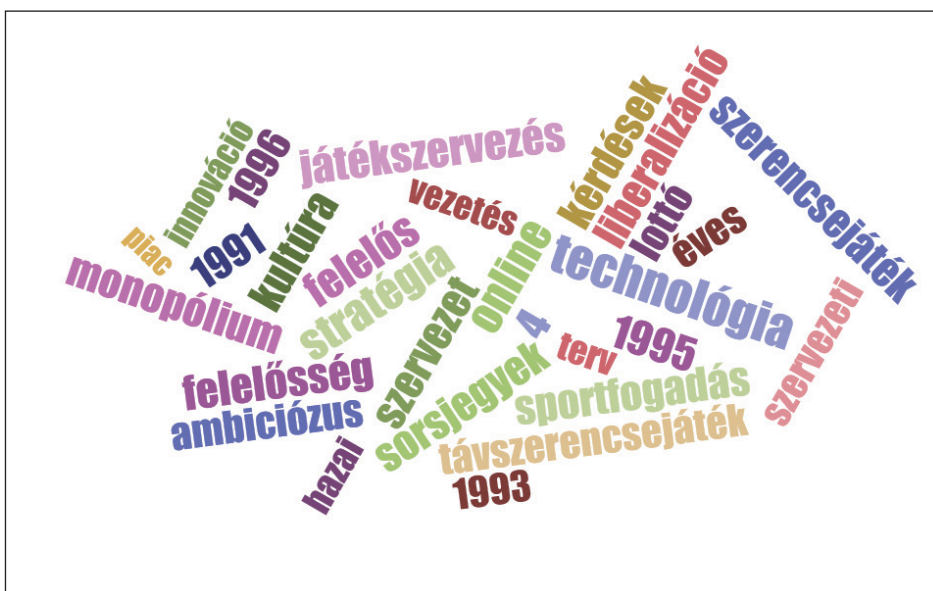 innováció
1996
játékszervezés
kérdések
liberalizáció
szerencsejáték
piac
1991
kultúra
felelős
vezetés
online
lottó
éves
monopólium
stratégia
szervezet
4
technológia
terv
1995
szervezeti
felelősség
ambiciózus
sorsjegyek
sportfogadás
hazai
távszerencsejáték
1993